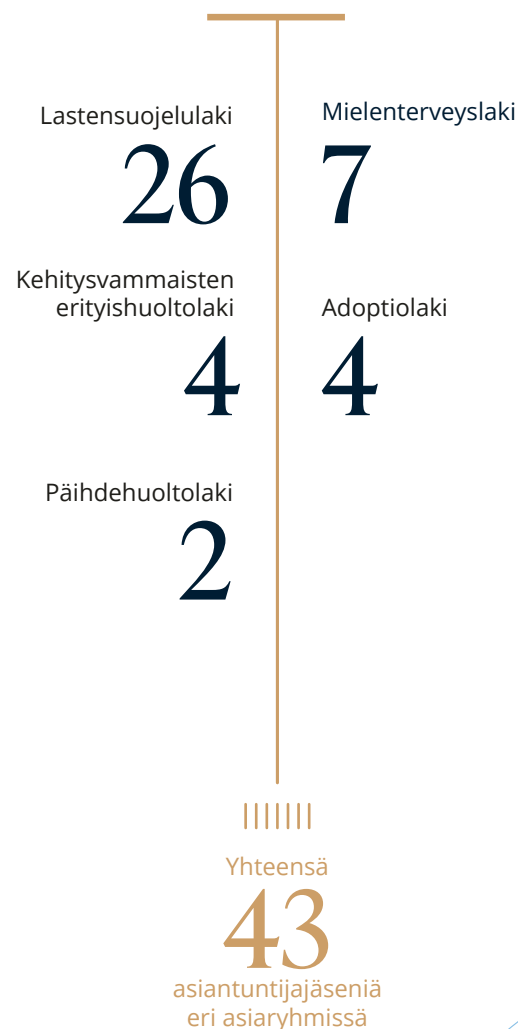 Lastensuojelulaki
26
Mielenterveyslaki
7
Kehitysvammaisten
erityishuoltolaki
4
Adoptiolaki
4
Päihdehuoltolaki
2
Yhteensä
43
asiantuntijajäseniä
eri asiaryhmissä